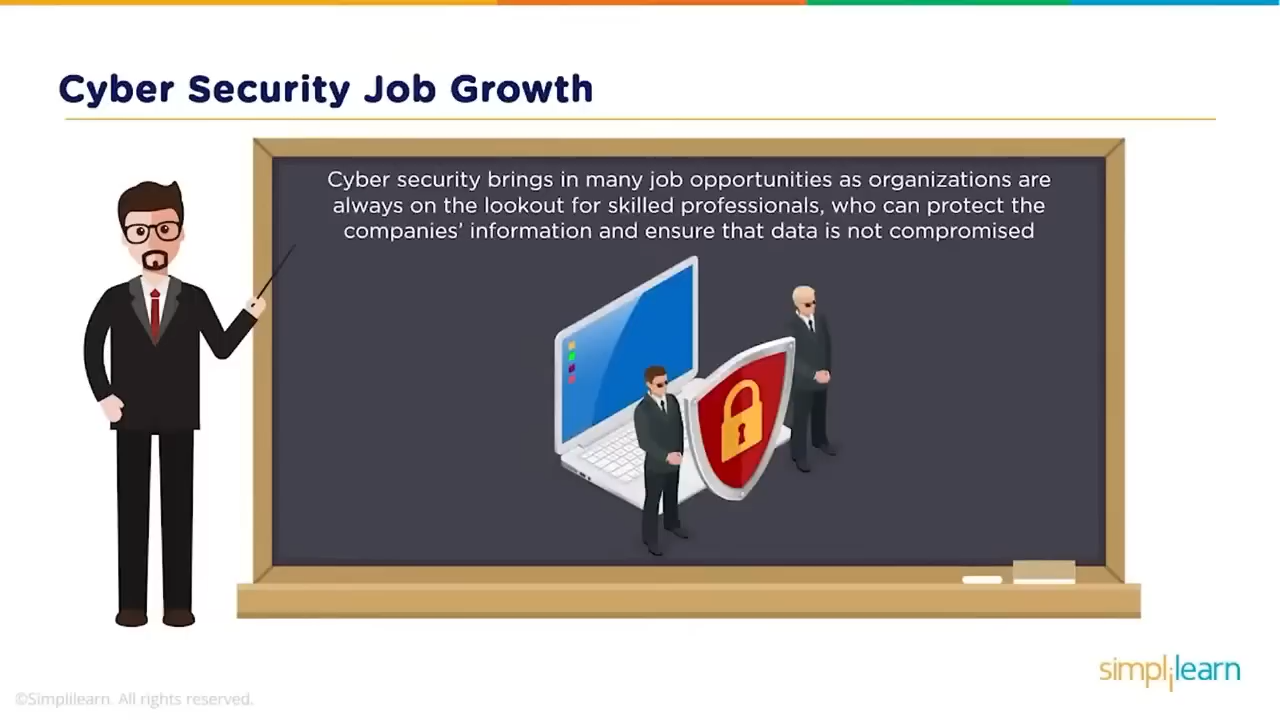 Cyber Security Job Growth
Cyber security brings in many job opportunities as organizations are
always on the lookout for skilled professionals, who can protect the
companies’ information and ensure that data is not compromised
simplilearn
©Simplilearn. All rights reserved.